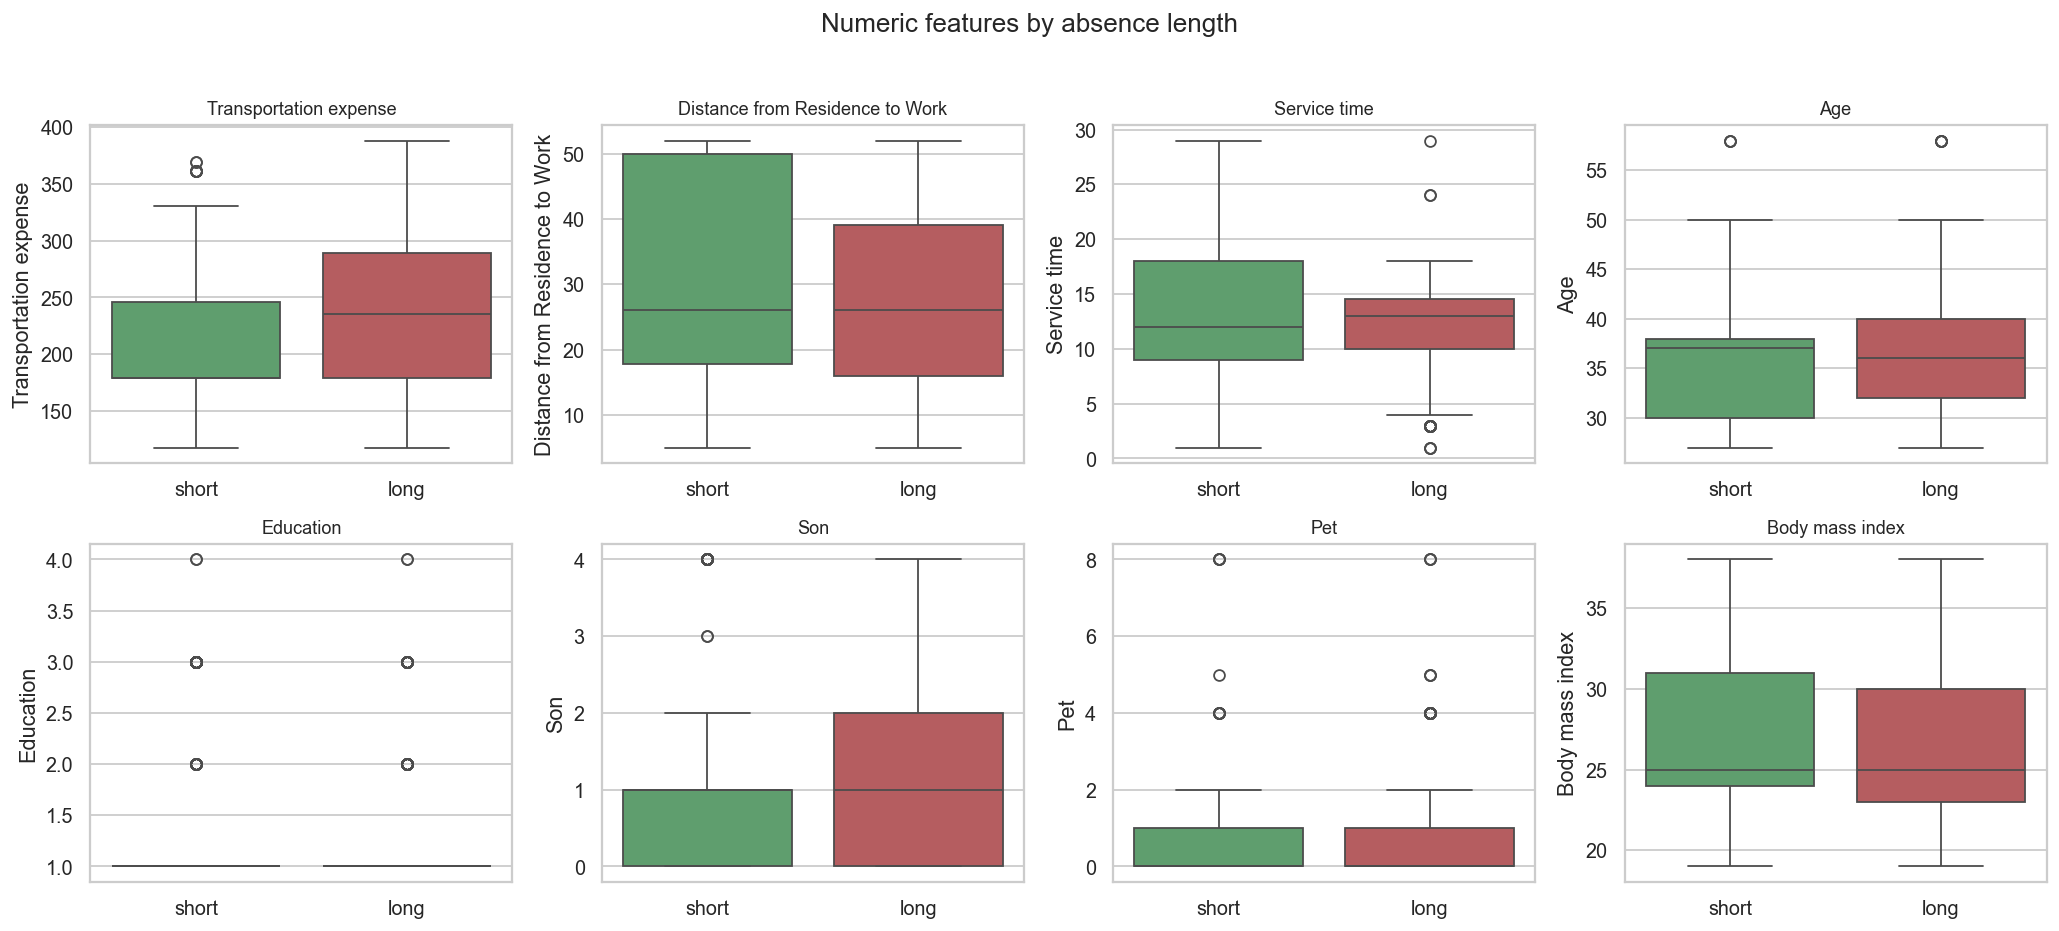 Numeric features by absence length
Transportation expense
400
350
300
250
200
150
Transportation expense
short
long
Distance from Residence to Work
50
40
30
20
10
Distance from Residence to Work
short
long
Service time
30
25
20
15
10
5
0
Service time
short
long
Age
55
50
45
40
35
30
Age
short
long
Education
4.0
3.5
3.0
2.5
2.0
1.5
1.0
Education
short
long
Son
4
3
2
1
0
Son
short
long
Pet
8
6
4
2
0
Pet
short
long
Body mass index
35
30
25
20
Body mass index
short
long